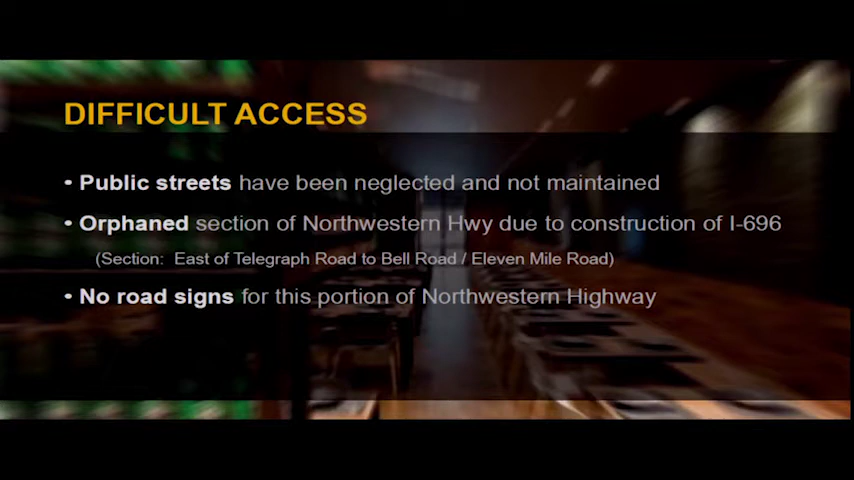 DIFFICULT ACCESS
• Public streets have been neglected and not maintained
• Orphaned section of Northwestern Hwy due to construction of I-696
(Section: East of Telegraph Road to Bell Road / Eleven Mile Road)
• No road signs for this portion of Northwestern Highway